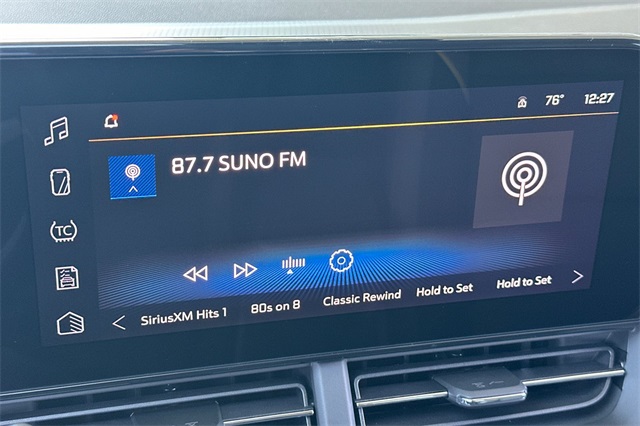 76° 12:27
87.7 SUNO FM
TC
SiriusXM Hits 1 80s on 8 Classic Rewind Hold to Set Hold to Set